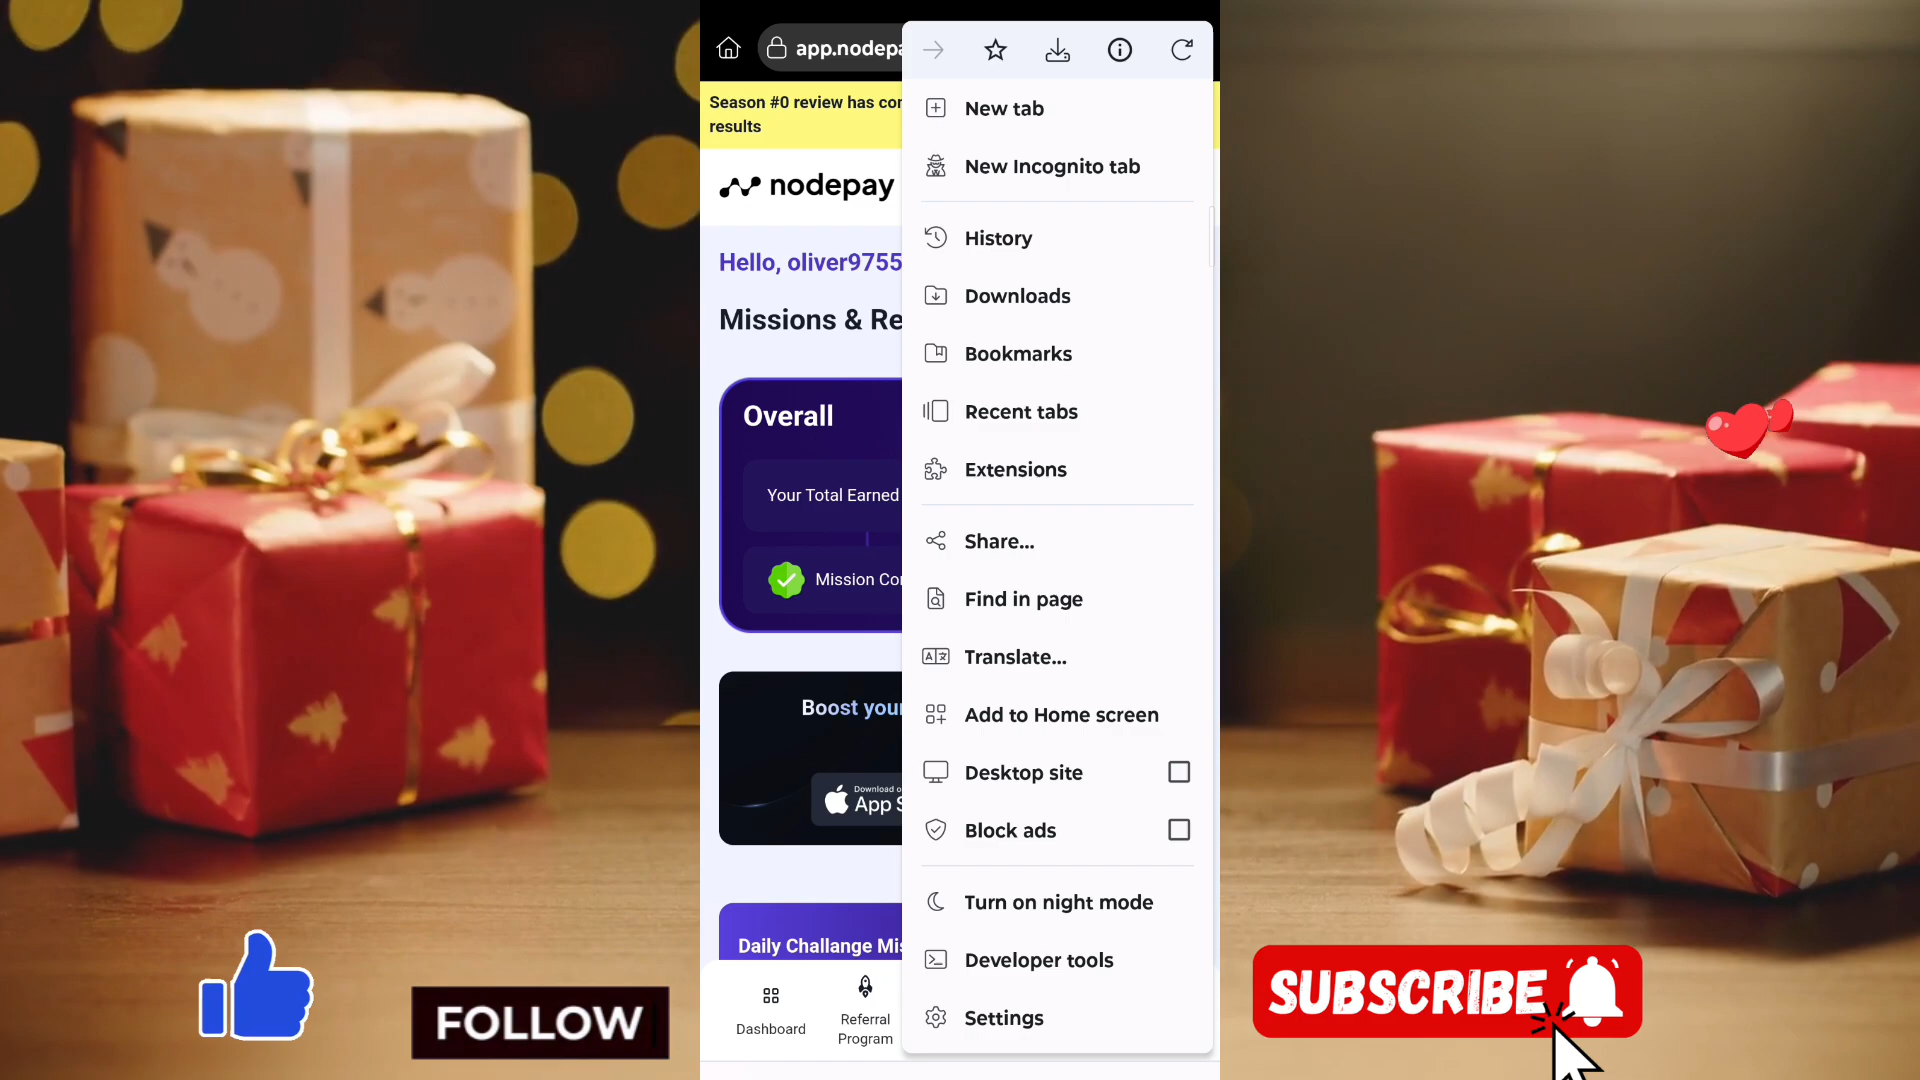 app.nodepa
Season #0 review has con
results
nodepay
Hello, oliver9755
Missions & Re
Overall
Your Total Earned
Mission Con
Boost your
Download o
App S
Daily Challange Mis
Dashboard
Referral
Program
New tab
New Incognito tab
History
Downloads
Bookmarks
Recent tabs
Extensions
Share...
Find in page
Translate...
Add to Home screen
Desktop site
Block ads
Turn on night mode
Developer tools
Settings
FOLLOW
SUBSCRIBE